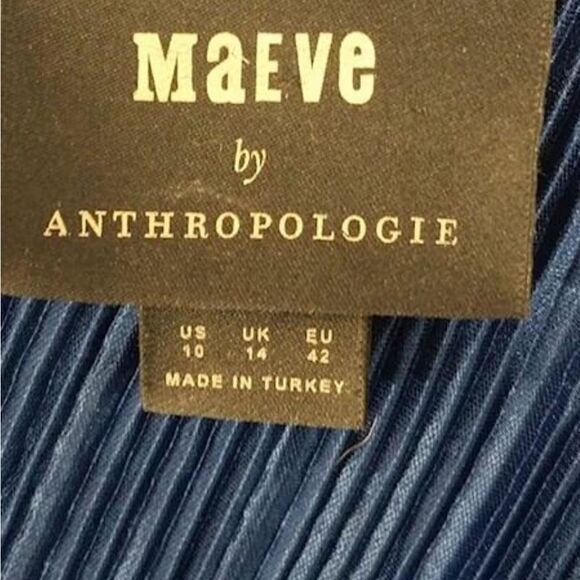 MaEVe
by
ANTHROPOLOGIE
US UK EU
10 14 42
MADE IN TURKEY